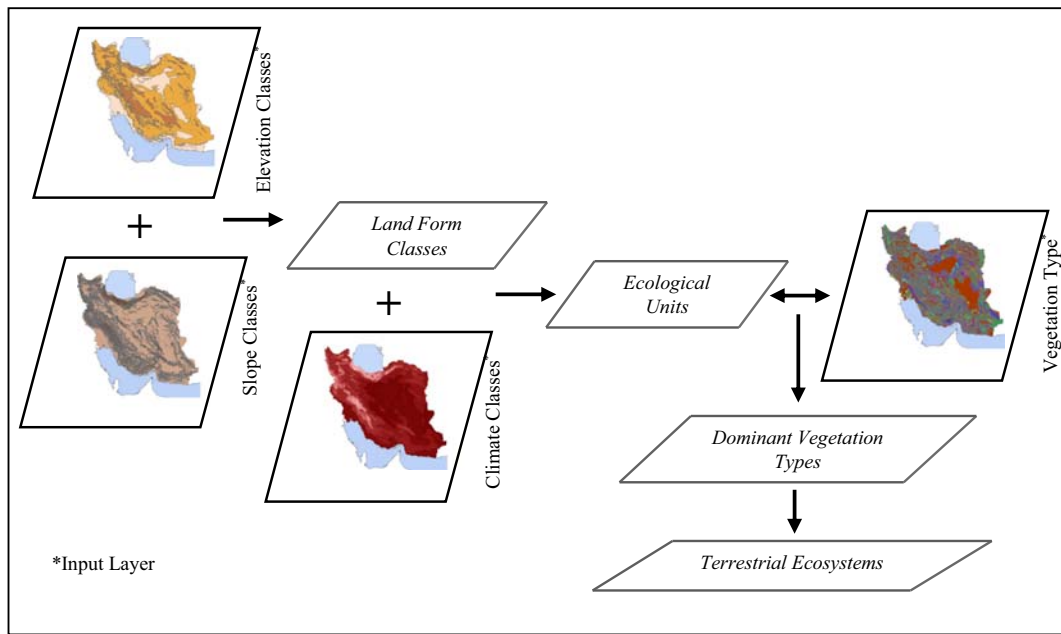 Elevation Classes*
Slope Classes*
Land Form
Classes
Climate Classes*
Ecological
Units
Vegetation Type*
Dominant Vegetation
Types
Terrestrial Ecosystems
*Input Layer